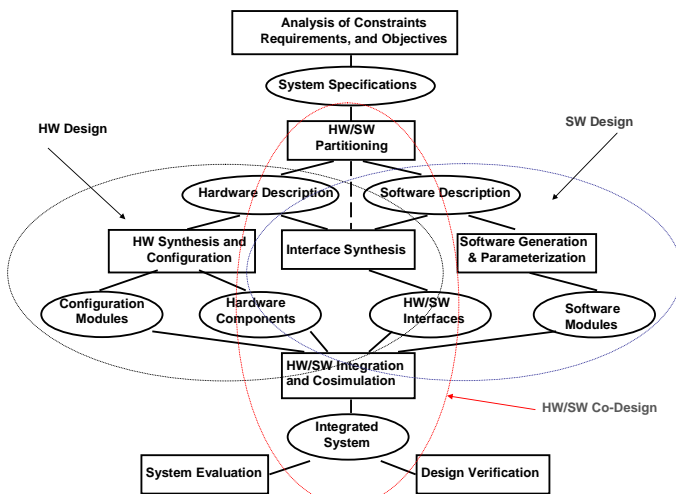 Analysis of Constraints
Requirements, and Objectives
System Specifications
HW Design
HW/SW
Partitioning
SW Design
Hardware Description
Software Description
HW Synthesis and
Configuration
Interface Synthesis
Software Generation
& Parameterization
Configuration
Modules
Hardware
Components
HW/SW
Interfaces
Software
Modules
HW/SW Integration
and Cosimulation
HW/SW Co-Design
Integrated
System
System Evaluation
Design Verification